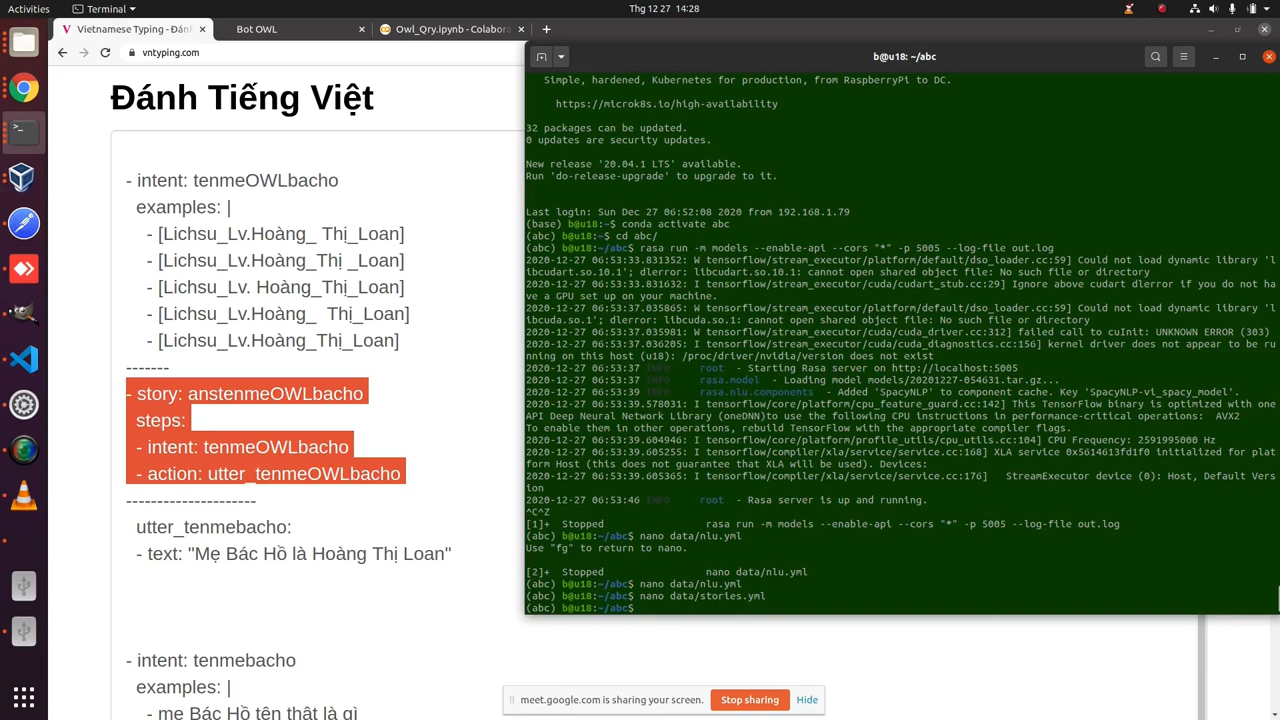 Activities
Terminal
Thg 12 27  14:28
Vietnamese Typing - Đánh
Bot OWL
Owl_Qry.ipynb - Colabora
vntyping.com
Đánh Tiếng Việt
- intent: tenmeOWLbacho
examples: |
- [Lichsu_Lv.Hoàng_ Thị_Loan]
- [Lichsu_Lv.Hoàng_Thị _Loan]
- [Lichsu_Lv. Hoàng_Thị_Loan]
- [Lichsu_Lv.Hoàng_  Thị_Loan]
- [Lichsu_Lv.Hoàng_Thị_Loan]
-------
- story: anstenmeOWLbacho
steps:
- intent: tenmeOWLbacho
- action: utter_tenmeOWLbacho
---------------------
utter_tenmebacho:
- text: "Mẹ Bác Hồ là Hoàng Thị Loan"
- intent: tenmebacho
examples: |
- mẹ Bác Hồ tên thật là gì
b@u18: ~/abc
Simple, hardened, Kubernetes for production, from RaspberryPi to DC.
https://microk8s.io/high-availability
32 packages can be updated.
0 updates are security updates.
New release '20.04.1 LTS' available.
Run 'do-release-upgrade' to upgrade to it.
Last login: Sun Dec 27 06:52:08 2020 from 192.168.1.79
(base) b@u18:~$ conda activate abc
(abc) b@u18:~$ cd abc/
(abc) b@u18:~/abc$ rasa run -m models --enable-api --cors "*" -p 5005 --log-file out.log
2020-12-27 06:53:33.831352: W tensorflow/stream_executor/platform/default/dso_loader.cc:59] Could not load dynamic library 'l
ibcudart.so.10.1'; dlerror: libcudart.so.10.1: cannot open shared object file: No such file or directory
2020-12-27 06:53:33.831632: I tensorflow/stream_executor/cuda/cudart_stub.cc:29] Ignore above cudart dlerror if you do not hav
e a GPU set up on your machine.
2020-12-27 06:53:37.035865: W tensorflow/stream_executor/platform/default/dso_loader.cc:59] Could not load dynamic library 'l
ibcuda.so.1'; dlerror: libcuda.so.1: cannot open shared object file: No such file or directory
2020-12-27 06:53:37.035981: W tensorflow/stream_executor/cuda/cuda_driver.cc:312] failed call to cuInit: UNKNOWN ERROR (303)
2020-12-27 06:53:37.036205: I tensorflow/stream_executor/cuda/cuda_diagnostics.cc:156] kernel driver does not appear to be ru
nning on this host (u18): /proc/driver/nvidia/version does not exist
2020-12-27 06:53:37 INFO     root  - Starting Rasa server on http://localhost:5005
2020-12-27 06:53:37 INFO     rasa.model  - Loading model models/20201227-054631.tar.gz...
2020-12-27 06:53:39 INFO     rasa.nlu.components  - Added 'SpacyNLP' to component cache. Key 'SpacyNLP-vi_spacy_model'.
2020-12-27 06:53:39.578031: I tensorflow/core/platform/cpu_feature_guard.cc:142] This TensorFlow binary is optimized with one
API Deep Neural Network Library (oneDNN)to use the following CPU instructions in performance-critical operations:  AVX2
To enable them in other operations, rebuild TensorFlow with the appropriate compiler flags.
2020-12-27 06:53:39.604946: I tensorflow/core/platform/profile_utils/cpu_utils.cc:104] CPU Frequency: 2591995000 Hz
2020-12-27 06:53:39.605255: I tensorflow/compiler/xla/service/service.cc:168] XLA service 0x5614613fd1f0 initialized for plat
form Host (this does not guarantee that XLA will be used). Devices:
2020-12-27 06:53:39.605365: I tensorflow/compiler/xla/service/service.cc:176]   StreamExecutor device (0): Host, Default Vers
ion
2020-12-27 06:53:46 INFO     root  - Rasa server is up and running.
^C^Z
[1]+  Stopped                 rasa run -m models --enable-api --cors "*" -p 5005 --log-file out.log
(abc) b@u18:~/abc$ nano data/nlu.yml
Use "fg" to return to nano.
[2]+  Stopped                 nano data/nlu.yml
(abc) b@u18:~/abc$ nano data/nlu.yml
(abc) b@u18:~/abc$ nano data/stories.yml
(abc) b@u18:~/abc$
meet.google.com is sharing your screen.
Stop sharing
Hide